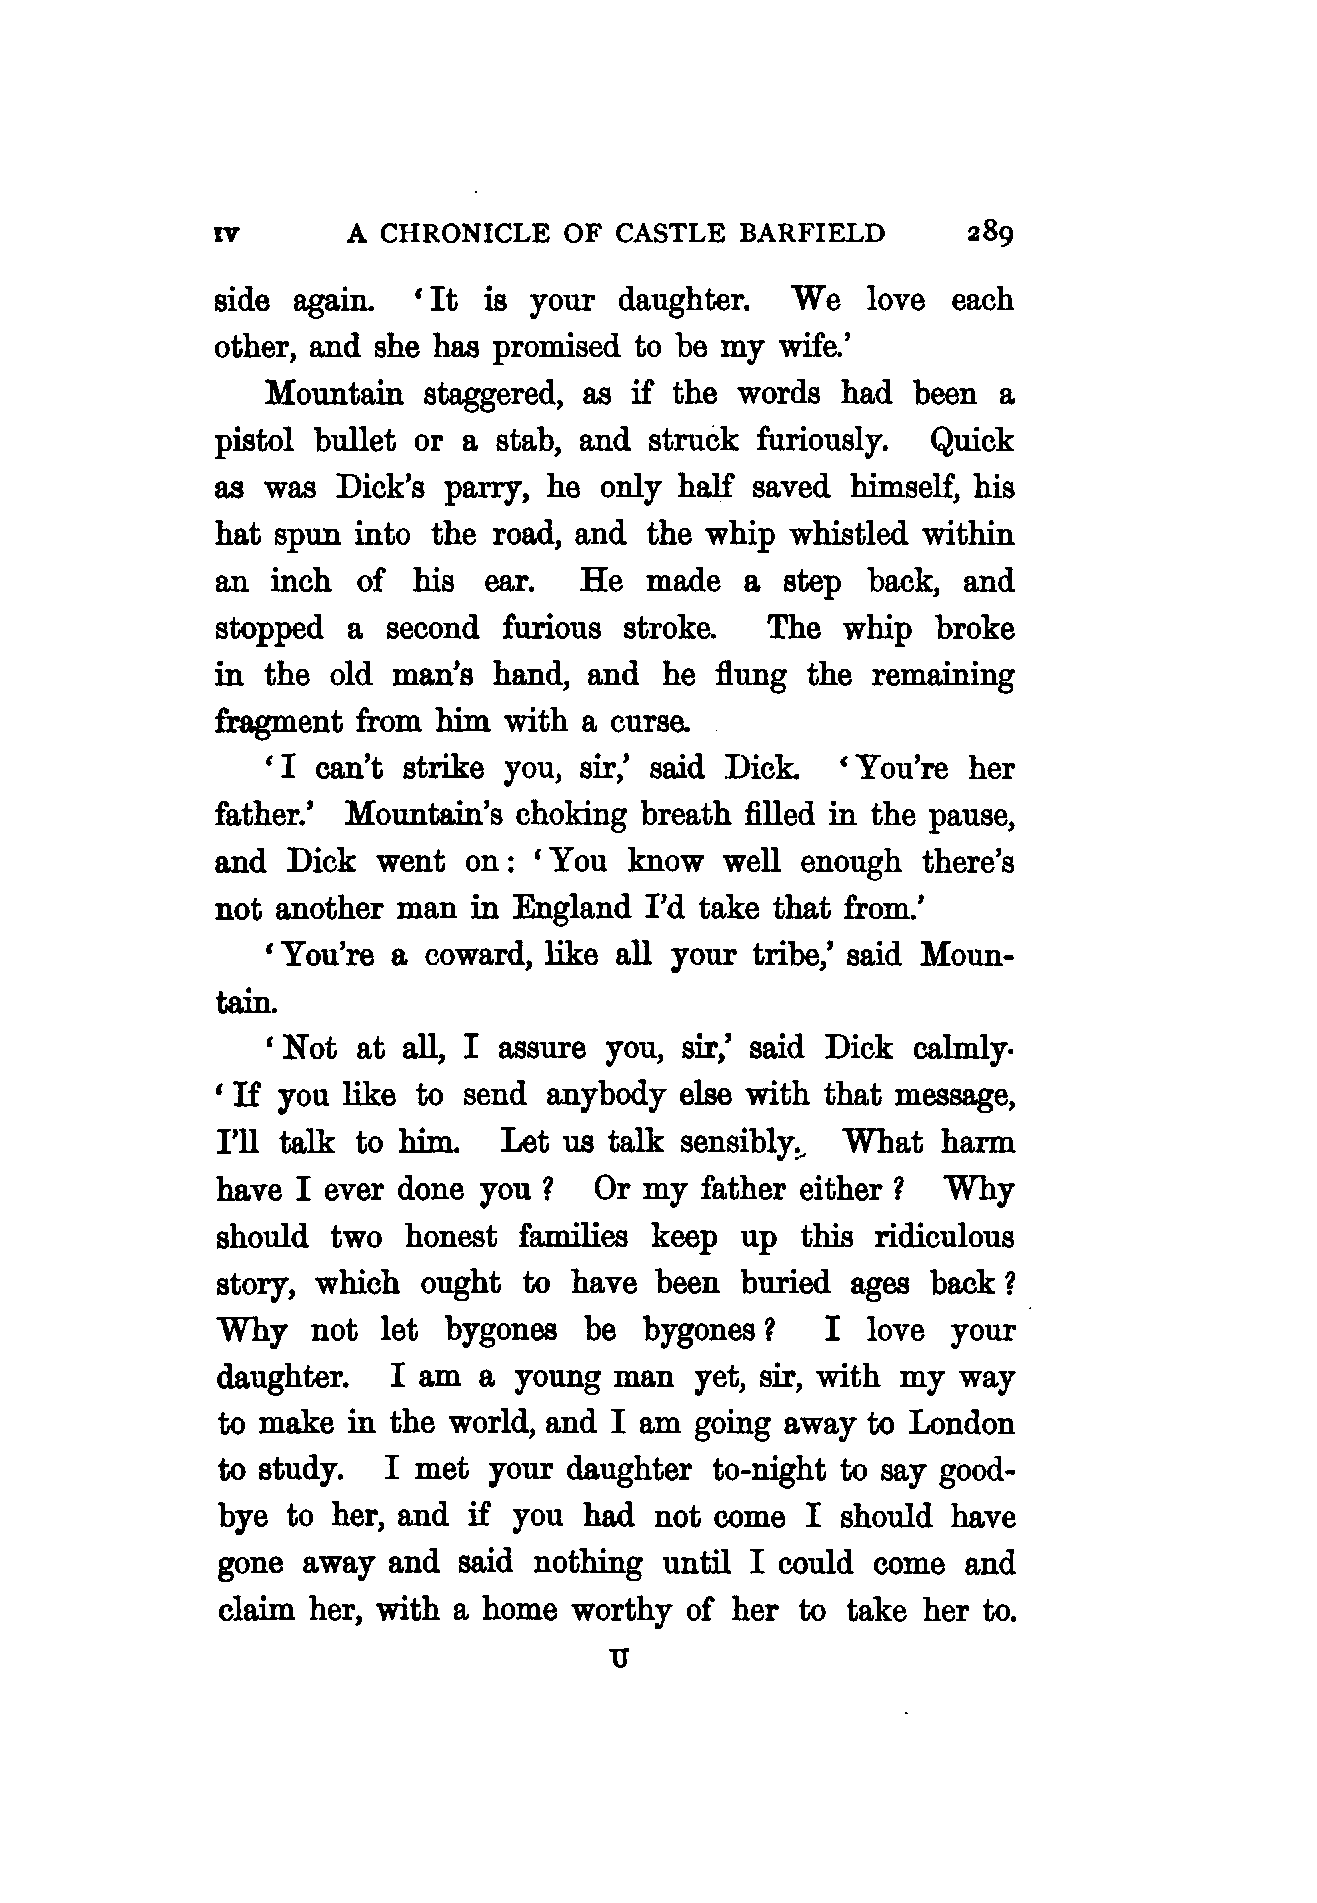 IV A CHRONICLE OF CASTLE BARFIELD 289
side again. ‘It is your daughter. We love each
other, and she has promised to be my wife.’
Mountain staggered, as if the words had been a
pistol bullet or a stab, and struck furiously. Quick
as was Dick’s parry, he only half saved himself, his
hat spun into the road, and the whip whistled within
an inch of his ear. He made a step back, and
stopped a second furious stroke. The whip broke
in the old man’s hand, and he flung the remaining
fragment from him with a curse.
‘I can’t strike you, sir,’ said Dick. ‘You’re her
father.’ Mountain’s choking breath filled in the pause,
and Dick went on: ‘You know well enough there’s
not another man in England I’d take that from.’
‘You’re a coward, like all your tribe,’ said Moun-
tain.
‘Not at all, I assure you, sir,’ said Dick calmly.
‘If you like to send anybody else with that message,
I’ll talk to him. Let us talk sensibly. What harm
have I ever done you? Or my father either? Why
should two honest families keep up this ridiculous
story, which ought to have been buried ages back?
Why not let bygones be bygones? I love your
daughter. I am a young man yet, sir, with my way
to make in the world, and I am going away to London
to study. I met your daughter to-night to say good-
bye to her, and if you had not come I should have
gone away and said nothing until I could come and
claim her, with a home worthy of her to take her to.
U